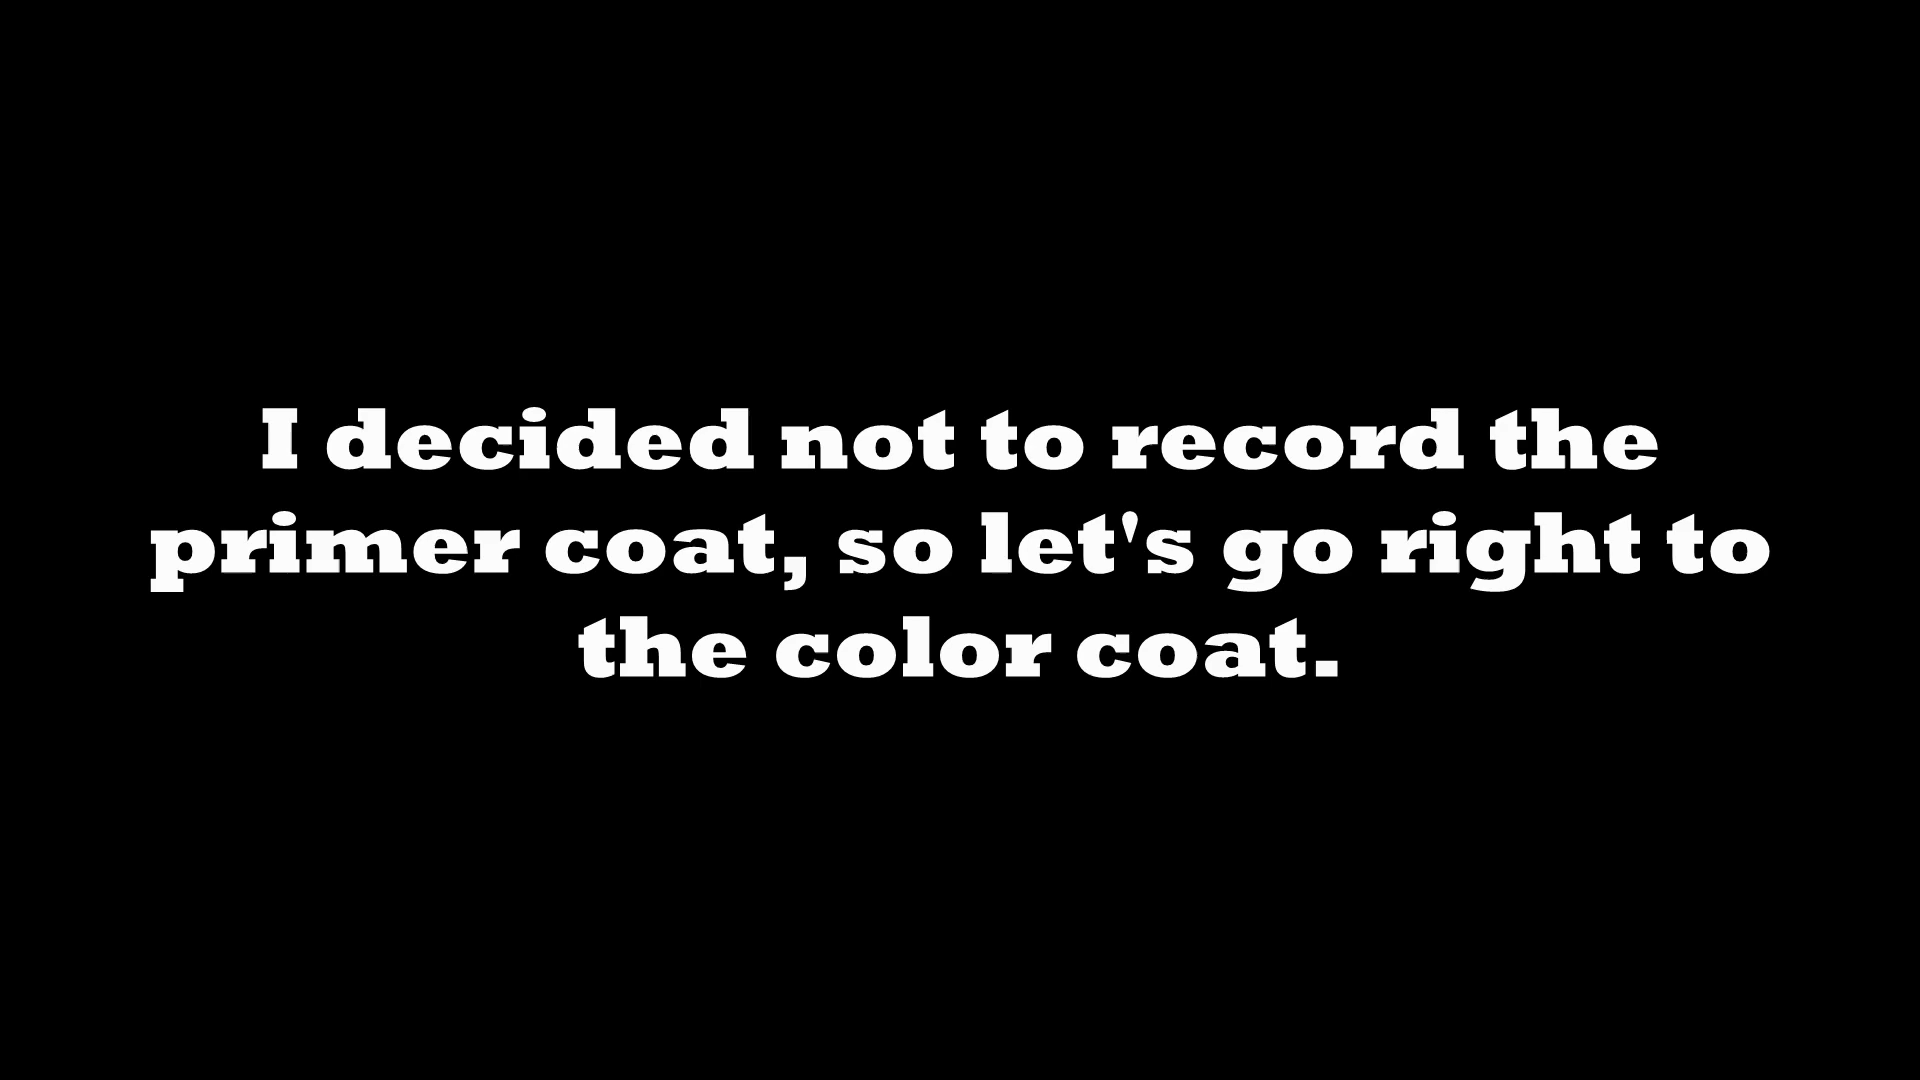 I decided not to record the
primer coat, so let's go right to
the color coat.